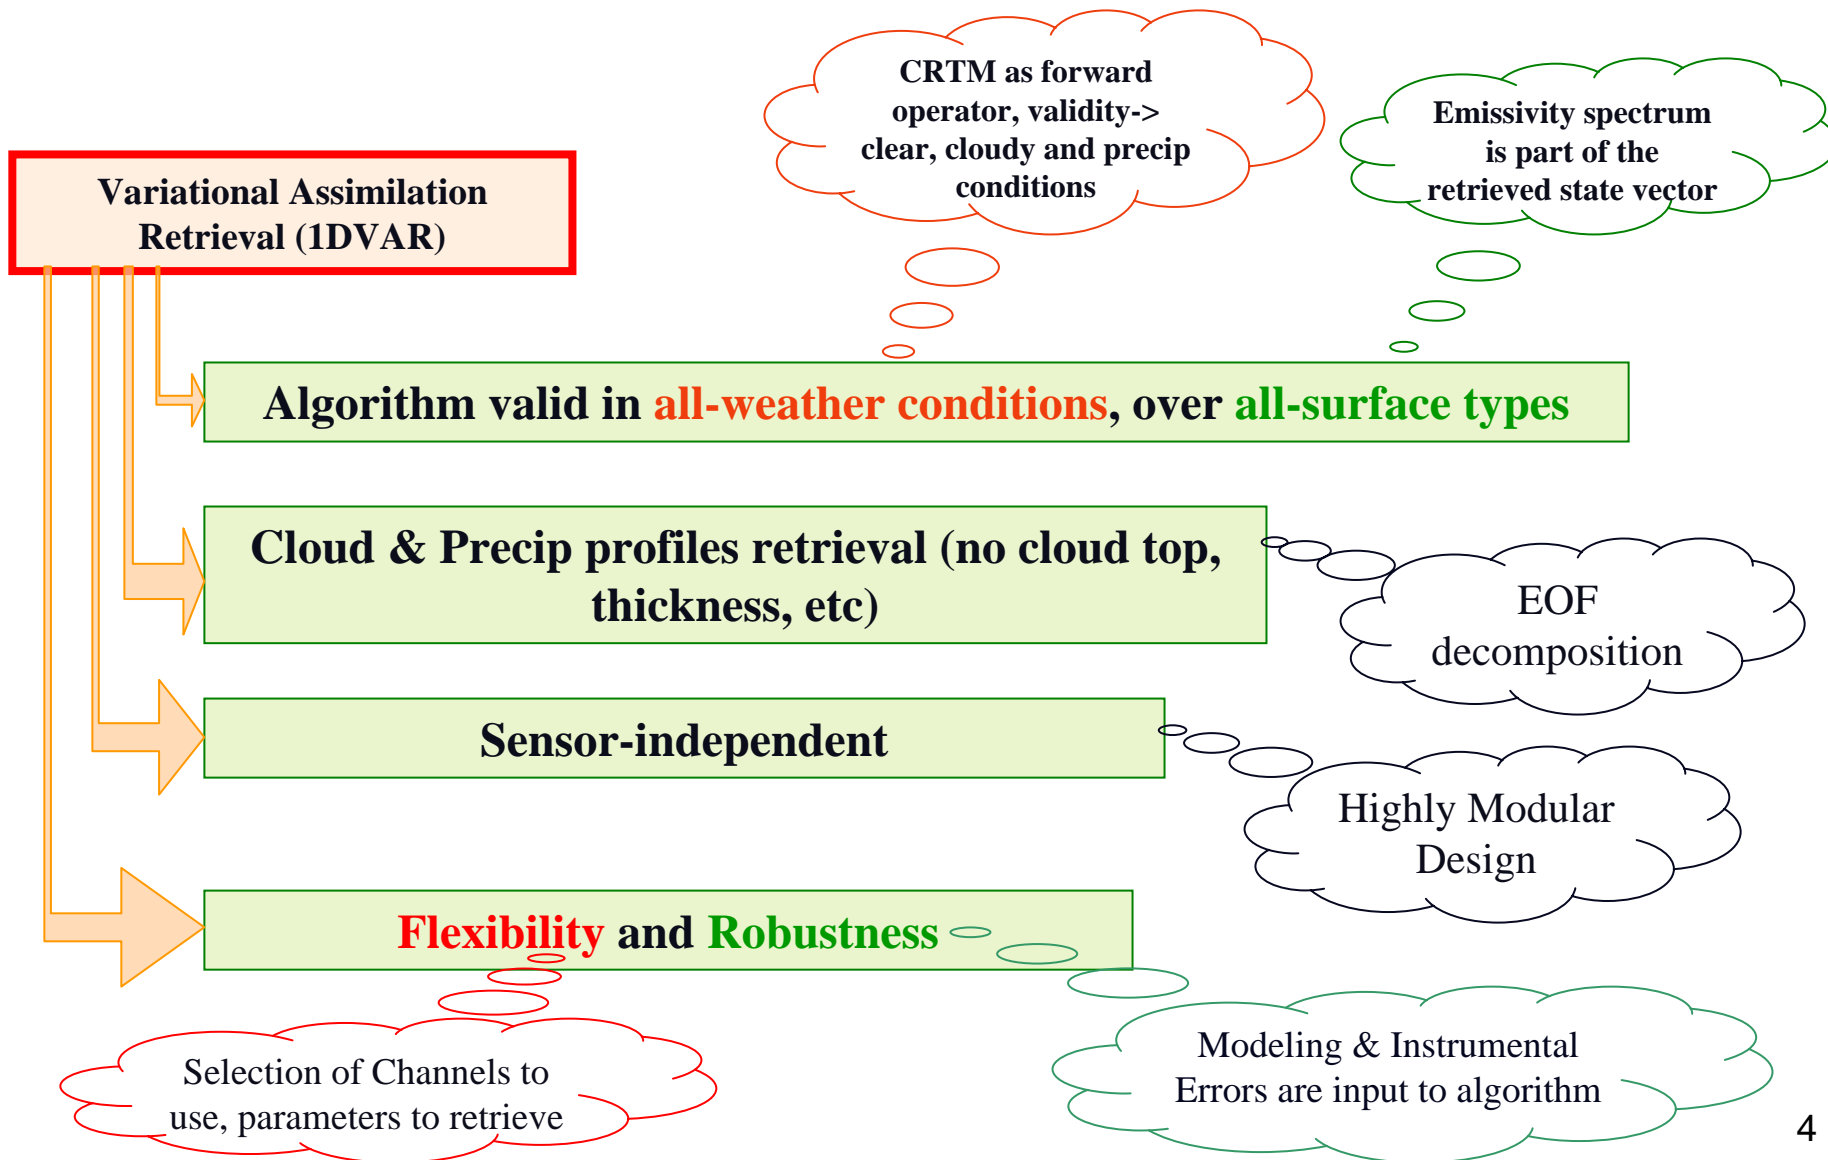 CRTM as forward
operator, validity->
clear, cloudy and precip
conditions
Emissivity spectrum
is part of the
retrieved state vector
Variational Assimilation
Retrieval (1DVAR)
Algorithm valid in all-weather conditions, over all-surface types
Cloud & Precip profiles retrieval (no cloud top,
thickness, etc)
EOF
decomposition
Sensor-independent
Highly Modular
Design
Flexibility and Robustness
Selection of Channels to
use, parameters to retrieve
Modeling & Instrumental
Errors are input to algorithm
4